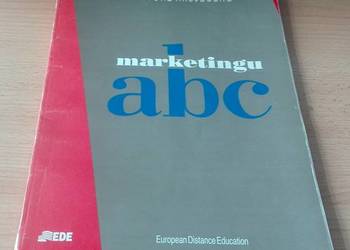 marketingu
abc
EDE
European Distance Education